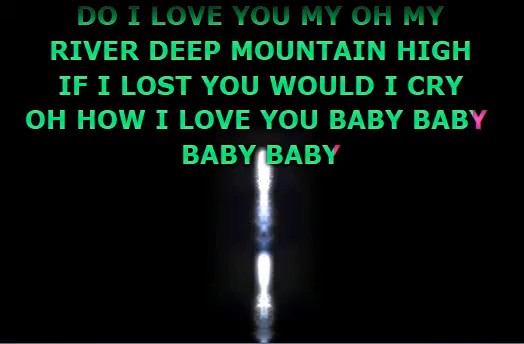 DO I LOVE YOU MY OH MY
RIVER DEEP MOUNTAIN HIGH
IF I LOST YOU WOULD I CRY
OH HOW I LOVE YOU BABY BABY
BABY BABY